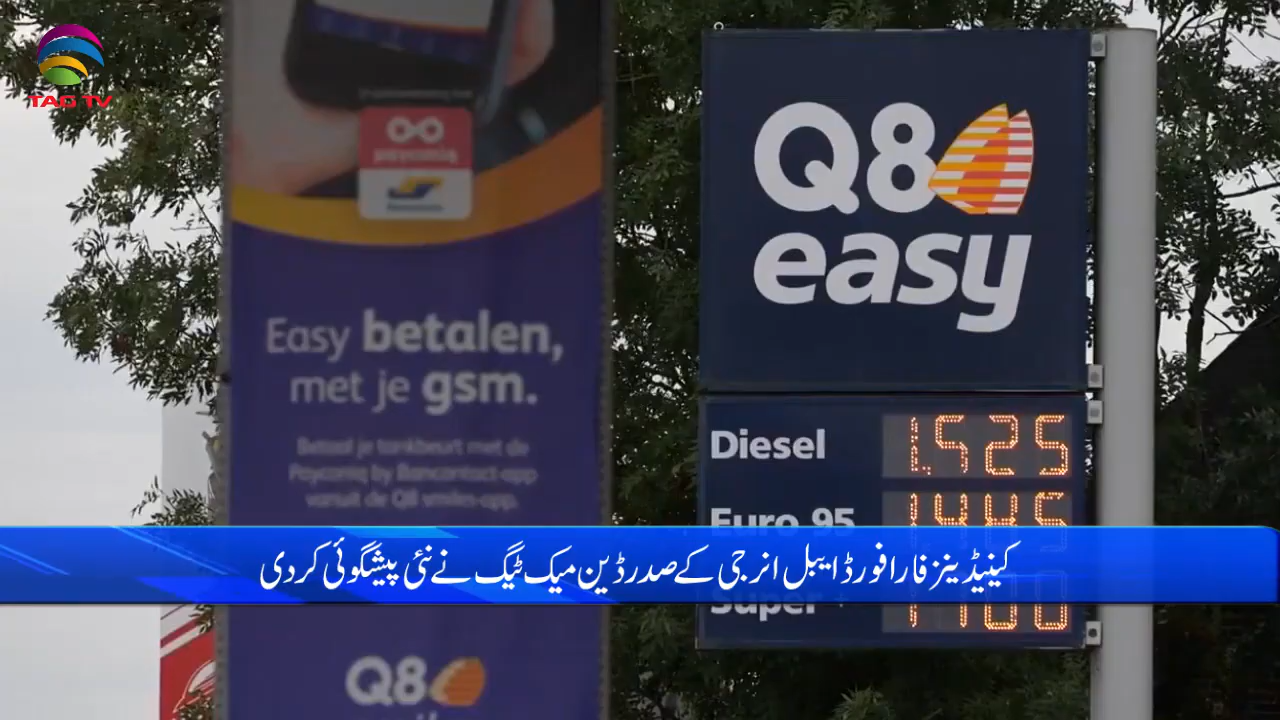 TAG TV
Easy betalen,
met je gsm.
Betaal je tankbeurt met de
Payconiq by Bancontact-app
vanuit de Q8 smiles-app.
Q8
Q8
easy
Diesel 1.525
Euro 95 1.485
Super +
کینیڈینز فار افورڈ ایبل انرجی کے صدر ڈین میک ٹیگ نے نئی پیشگوئی کردی